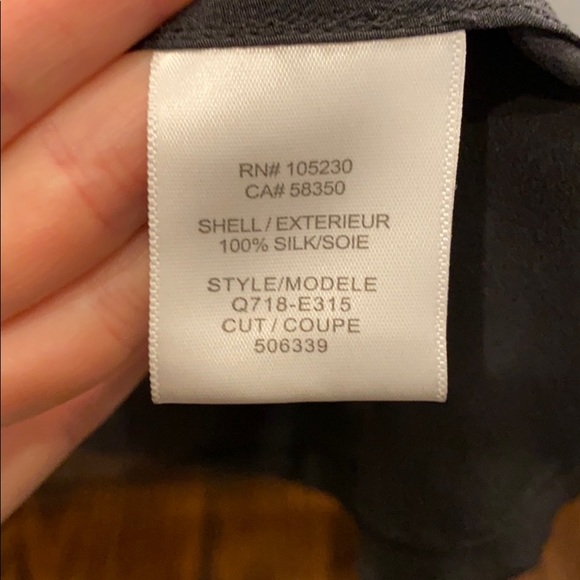 RN# 105230
CA# 58350
SHELL/EXTERIEUR
100% SILK/SOIE
STYLE/MODELE
Q718-E315
CUT/COUPE
506339